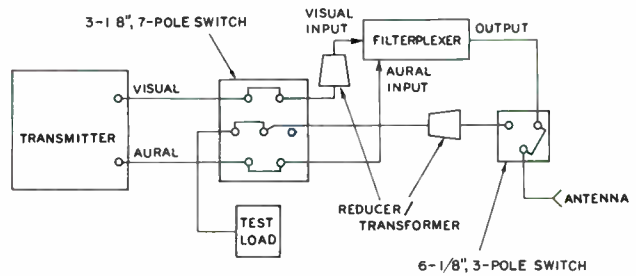 3-1 8", 7-POLE SWITCH
VISUAL
INPUT
FILTERPLEXER
OUTPUT
VISUAL
AURAL
INPUT
TRANSMITTER
AURAL
TEST
LOAD
REDUCER/
TRANSFORMER
ANTENNA
6-1/8", 3-POLE SWITCH